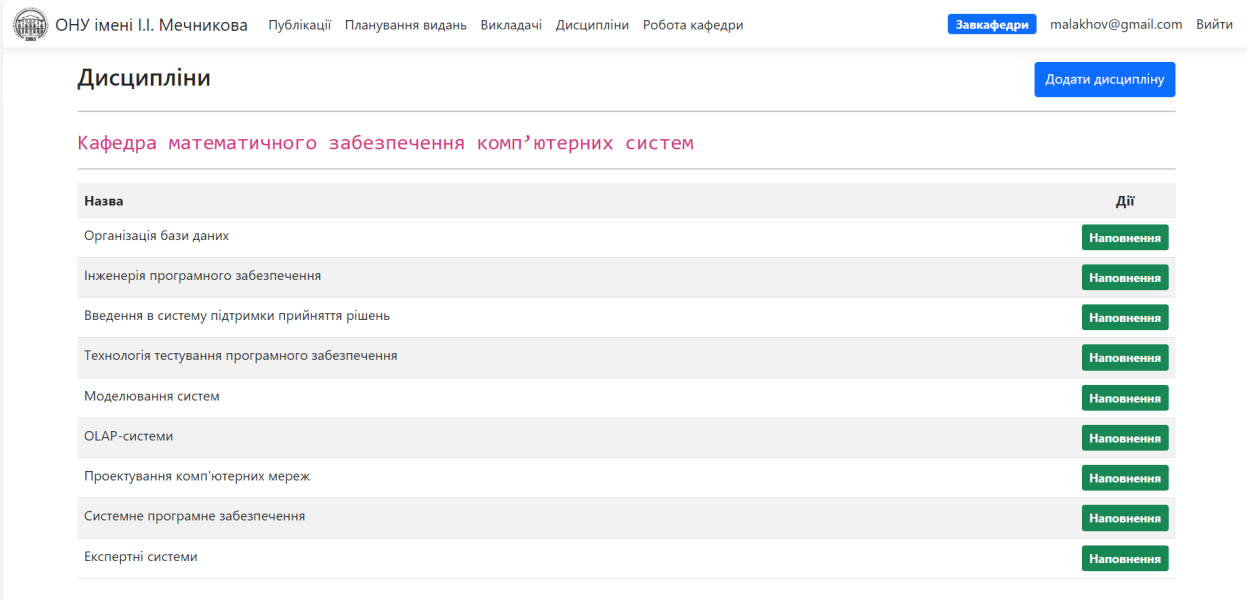 ОНУ імені І.І. Мечникова Публікації Планування видань Викладачі Дисципліни Робота кафедри Завкафедри malakhov@gmail.com Вийти
Дисципліни Додати дисципліну
Кафедра математичного забезпечення комп’ютерних систем
Назва Дії
Організація бази даних Наповнення
Інженерія програмного забезпечення Наповнення
Введення в систему підтримки прийняття рішень Наповнення
Технологія тестування програмного забезпечення Наповнення
Моделювання систем Наповнення
OLAP-системи Наповнення
Проектування комп'ютерних мереж Наповнення
Системне програмне забезпечення Наповнення
Експертні системи Наповнення